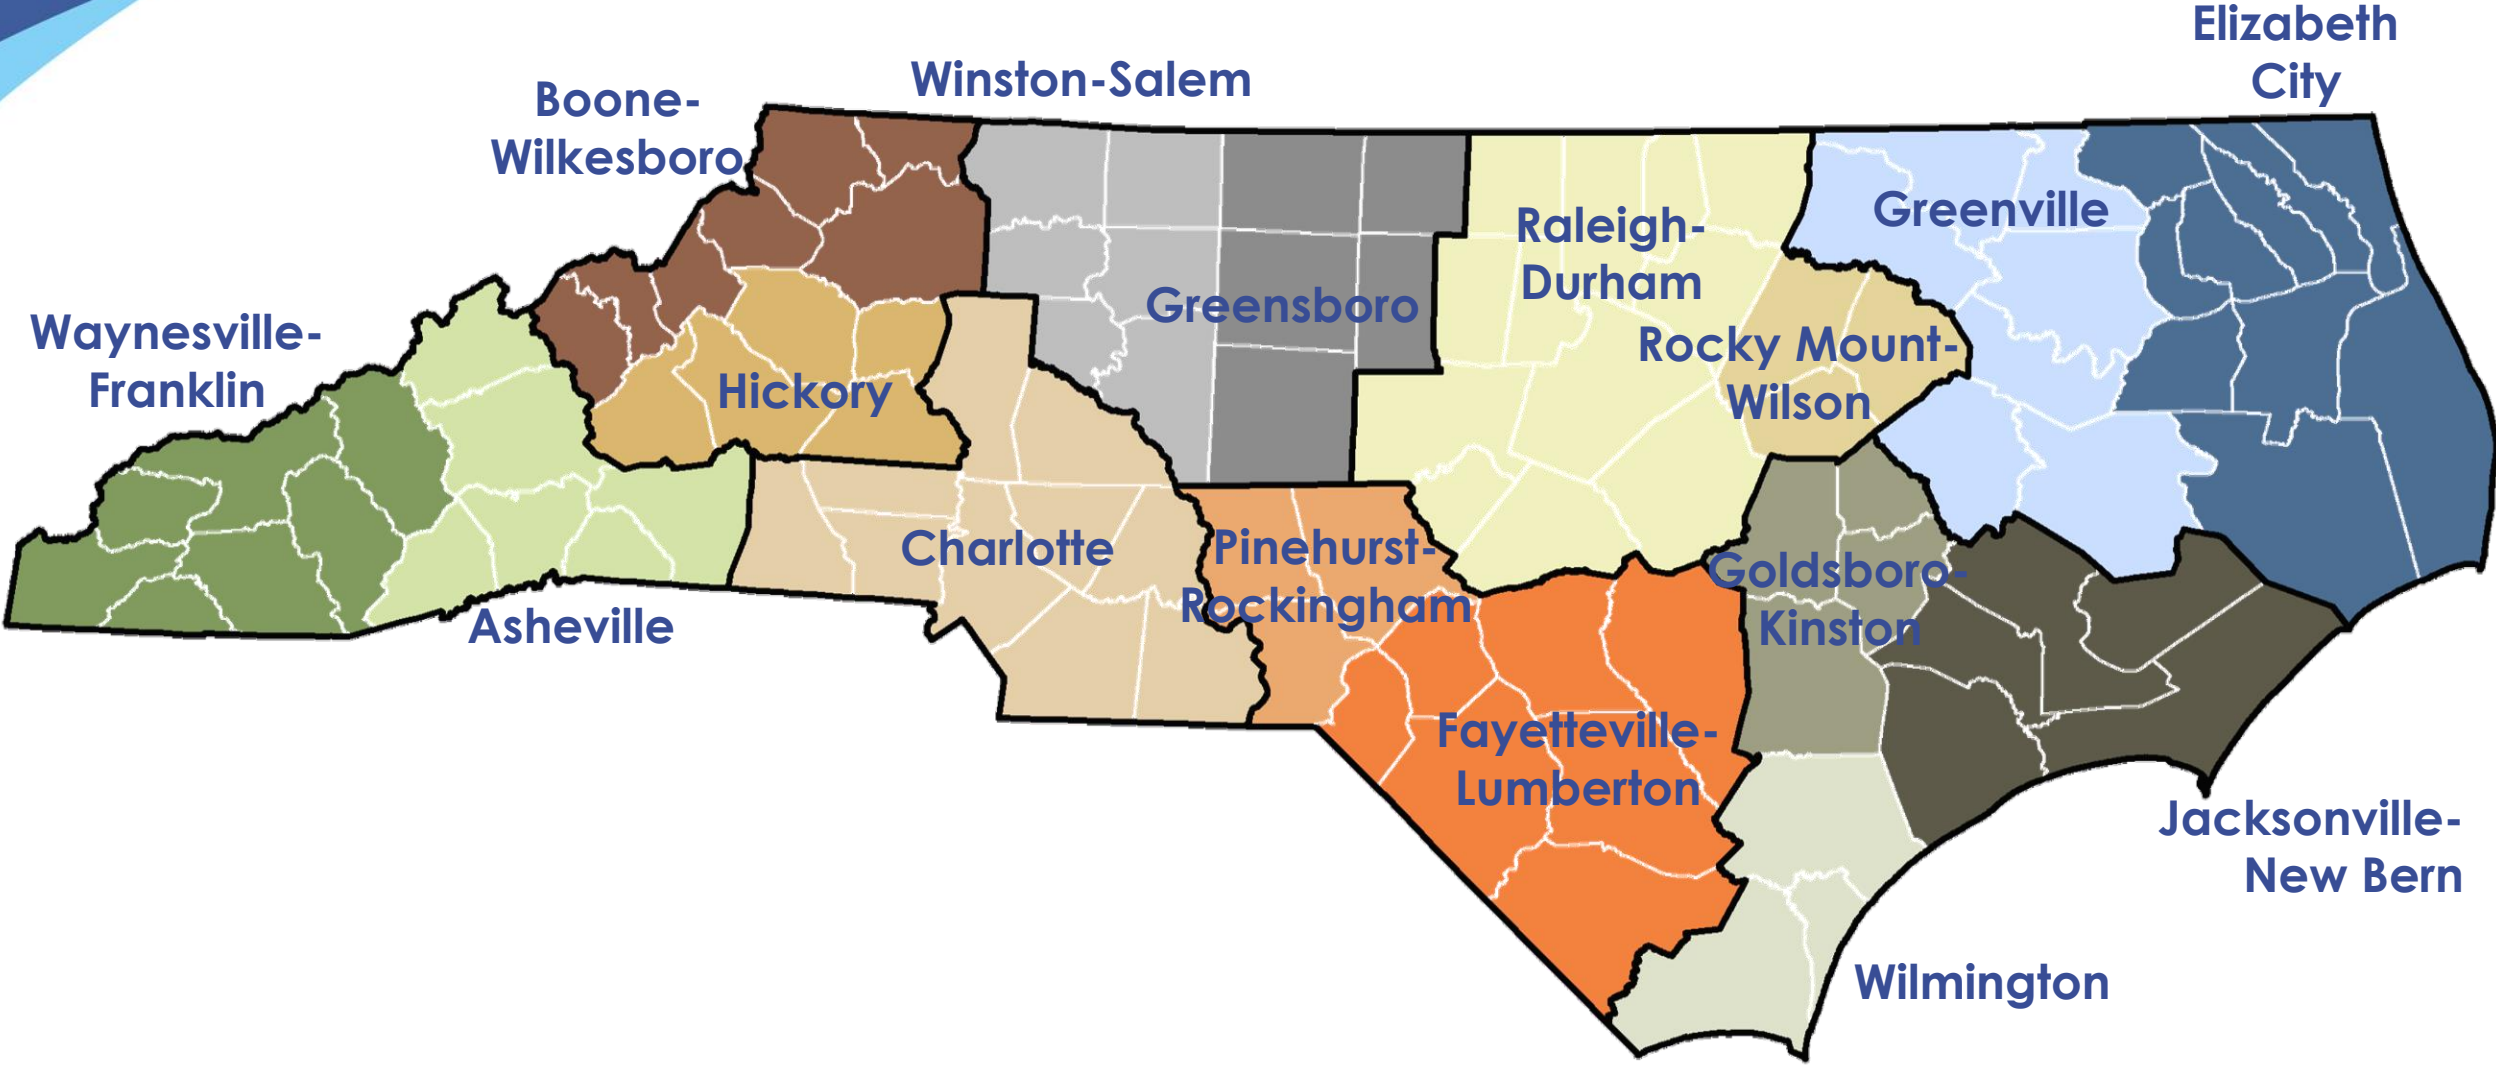 Elizabeth
City
Winston-Salem
Boone-
Wilkesboro
Greenville
Raleigh-
Durham
Greensboro
Waynesville-
Franklin
Rocky Mount-
Wilson
Hickory
Charlotte
Pinehurst-
Rockingham
Goldsboro-
Kinston
Asheville
Fayetteville-
Lumberton
Jacksonville-
New Bern
Wilmington